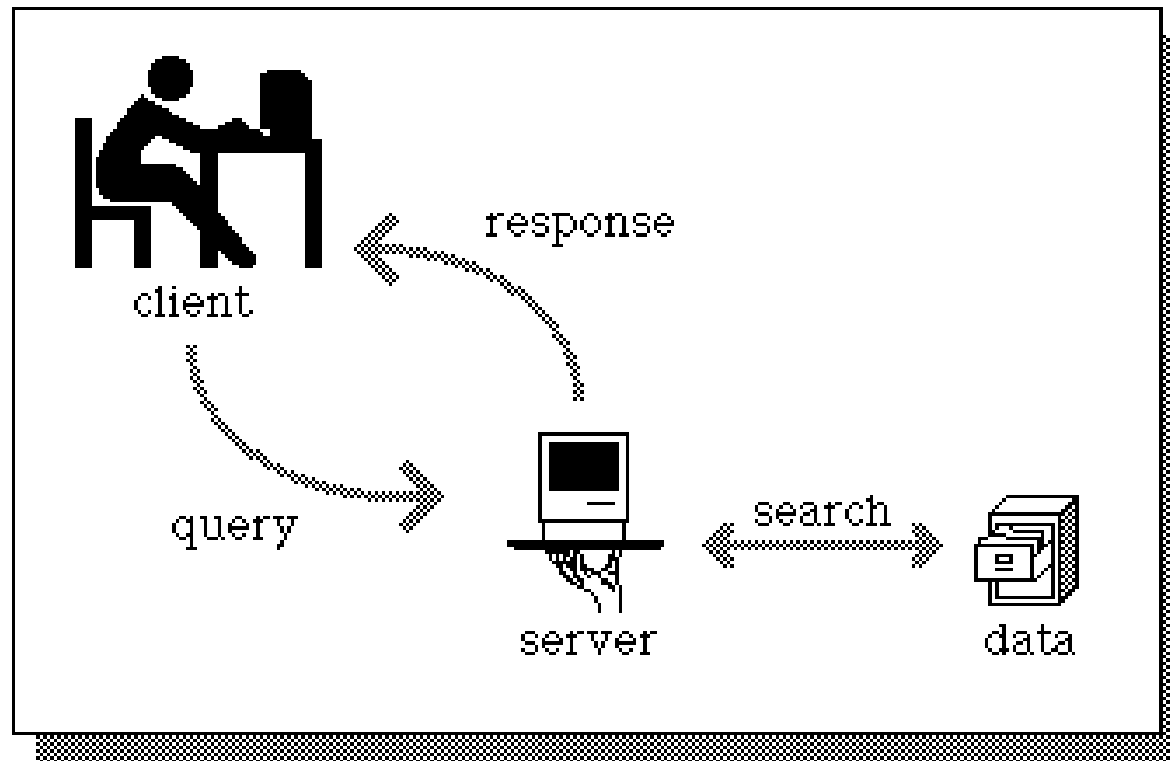 response
client
query
search
server
data